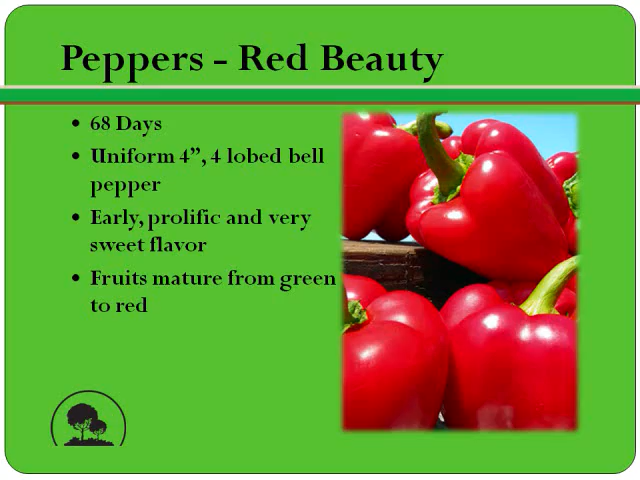 Peppers - Red Beauty
• 68 Days
• Uniform 4”, 4 lobed bell
pepper
• Early, prolific and very
sweet flavor
• Fruits mature from green
to red